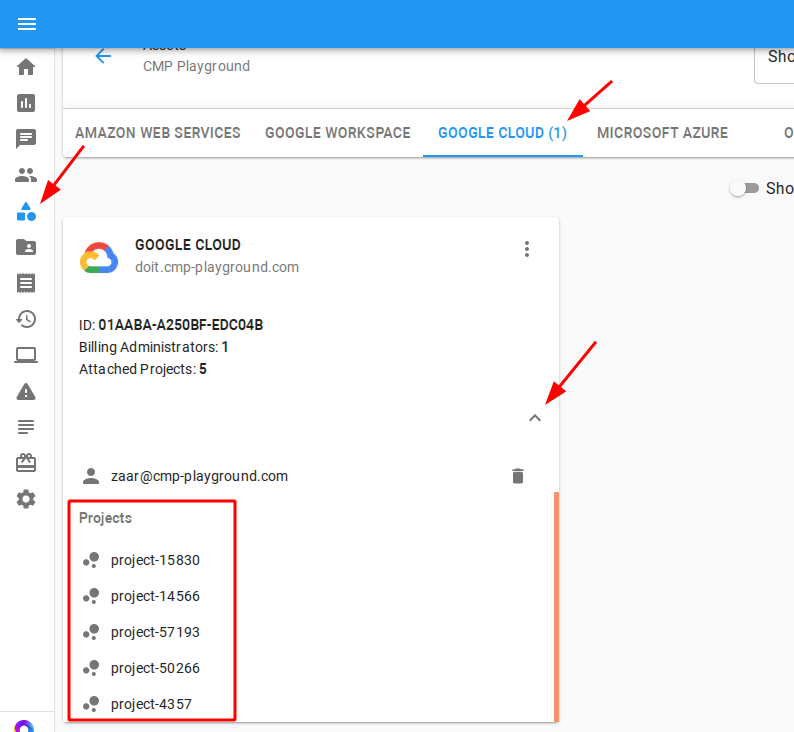 Assets
CMP Playground
Sho
AMAZON WEB SERVICES GOOGLE WORKSPACE GOOGLE CLOUD (1) MICROSOFT AZURE O
Sho
GOOGLE CLOUD
doit.cmp-playground.com
ID: 01AABA-A250BF-EDC04B
Billing Administrators: 1
Attached Projects: 5
zaar@cmp-playground.com
Projects
project-15830
project-14566
project-57193
project-50266
project-4357